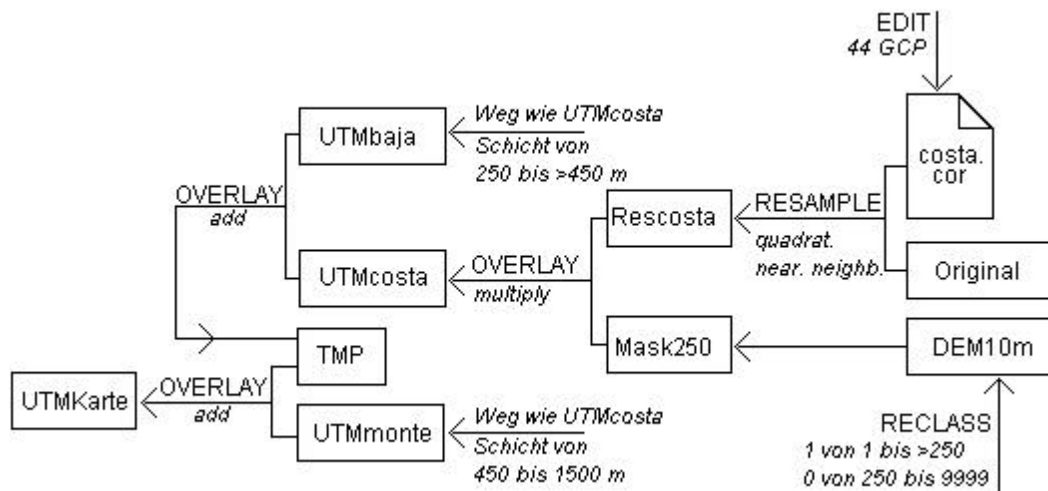 EDIT
44 GCP
UTMbaja
Weg wie UTMcosta
Schicht von
250 bis >450 m
costa.
cor
OVERLAY
add
Rescosta
RESAMPLE
quadrat.
near. neighb.
UTMcosta
OVERLAY
multiply
Original
TMP
Mask250
DEM10m
UTMKarte
OVERLAY
add
UTMmonte
Weg wie UTMcosta
Schicht von
450 bis 1500 m
RECLASS
1 von 1 bis >250
0 von 250 bis 9999